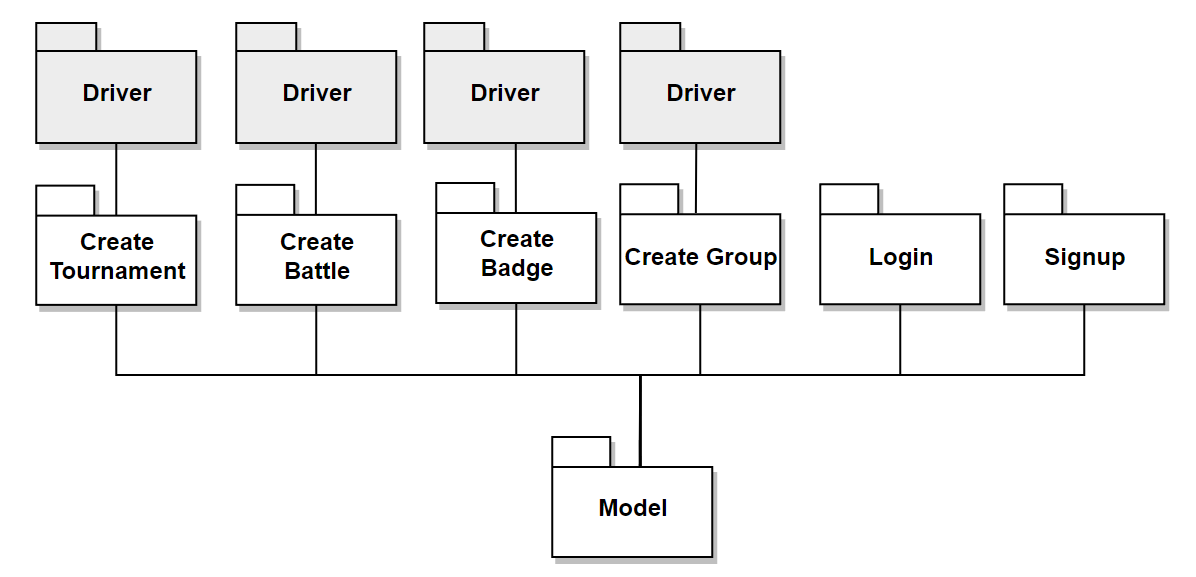 Driver
Driver
Driver
Driver
Create
Tournament
Create
Battle
Create
Badge
Create Group
Login
Signup
Model